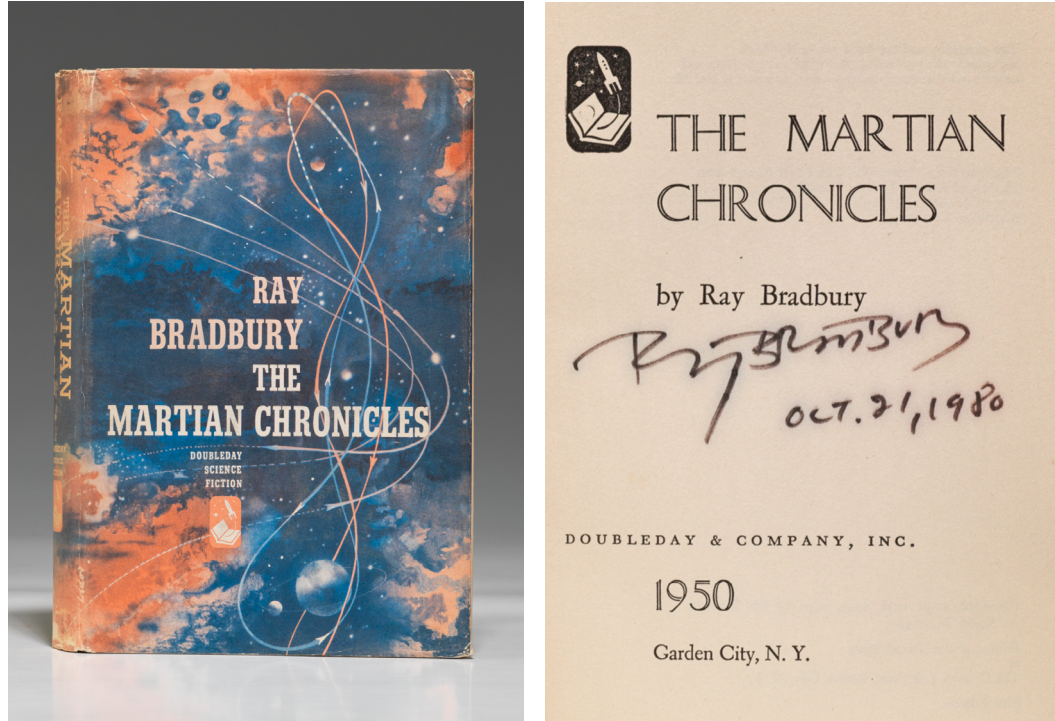 THE MARTIAN
RAY
BRADBURY
THE
MARTIAN CHRONICLES
DOUBLEDAY
SCIENCE
FICTION
THE MARTIAN
CHRONICLES
by Ray Bradbury
Ray Bradbury
OCT. 21, 1980
DOUBLEDAY & COMPANY, INC.
1950
Garden City, N. Y.